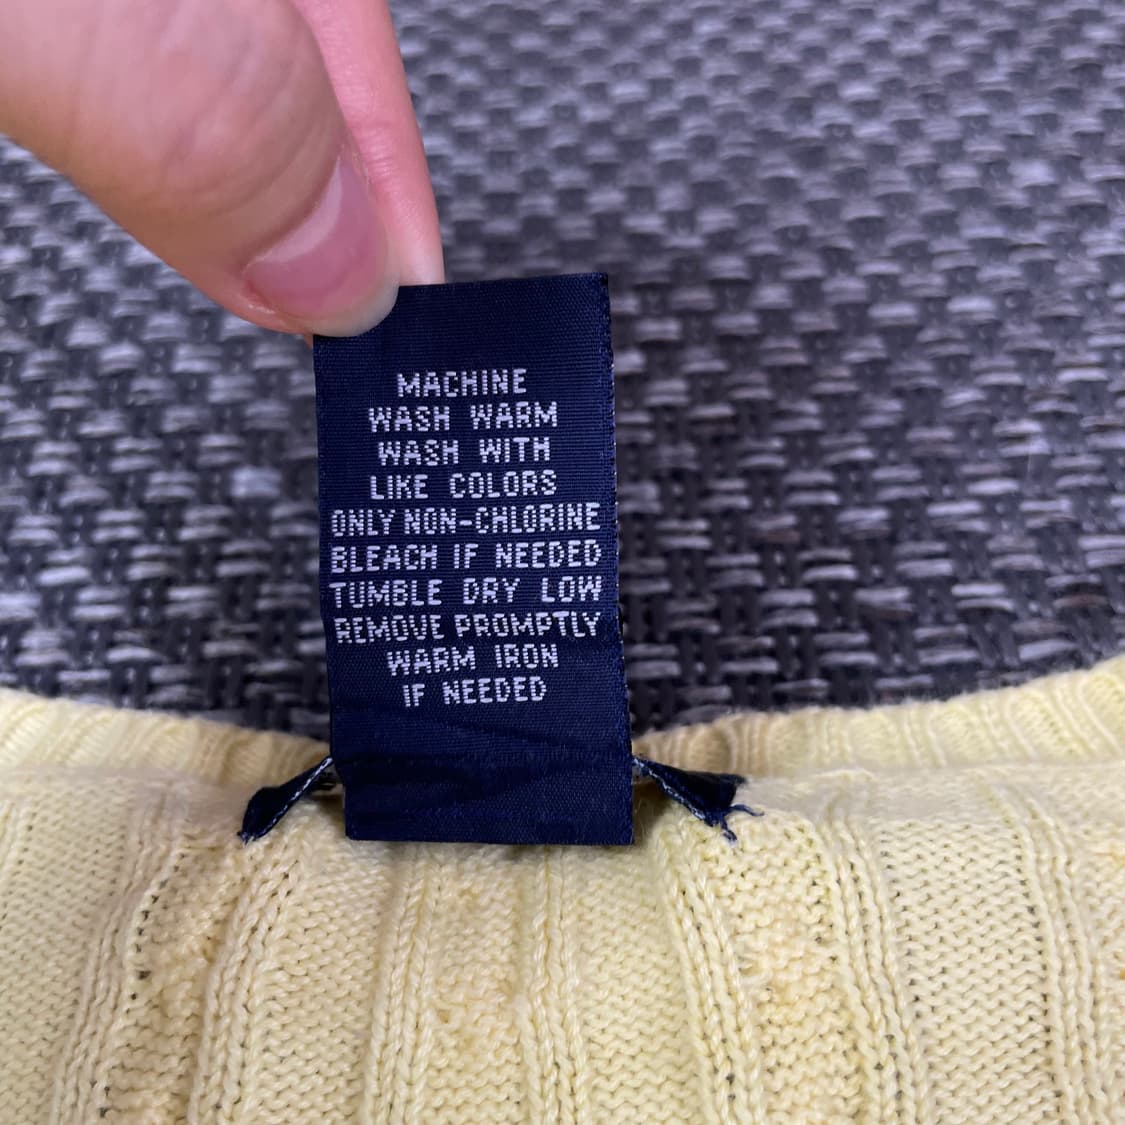 MACHINE
WASH WARM
WASH WITH
LIKE COLORS
ONLY NON-CHLORINE
BLEACH IF NEEDED
TUMBLE DRY LOW
REMOVE PROMPTLY
WARM IRON
IF NEEDED